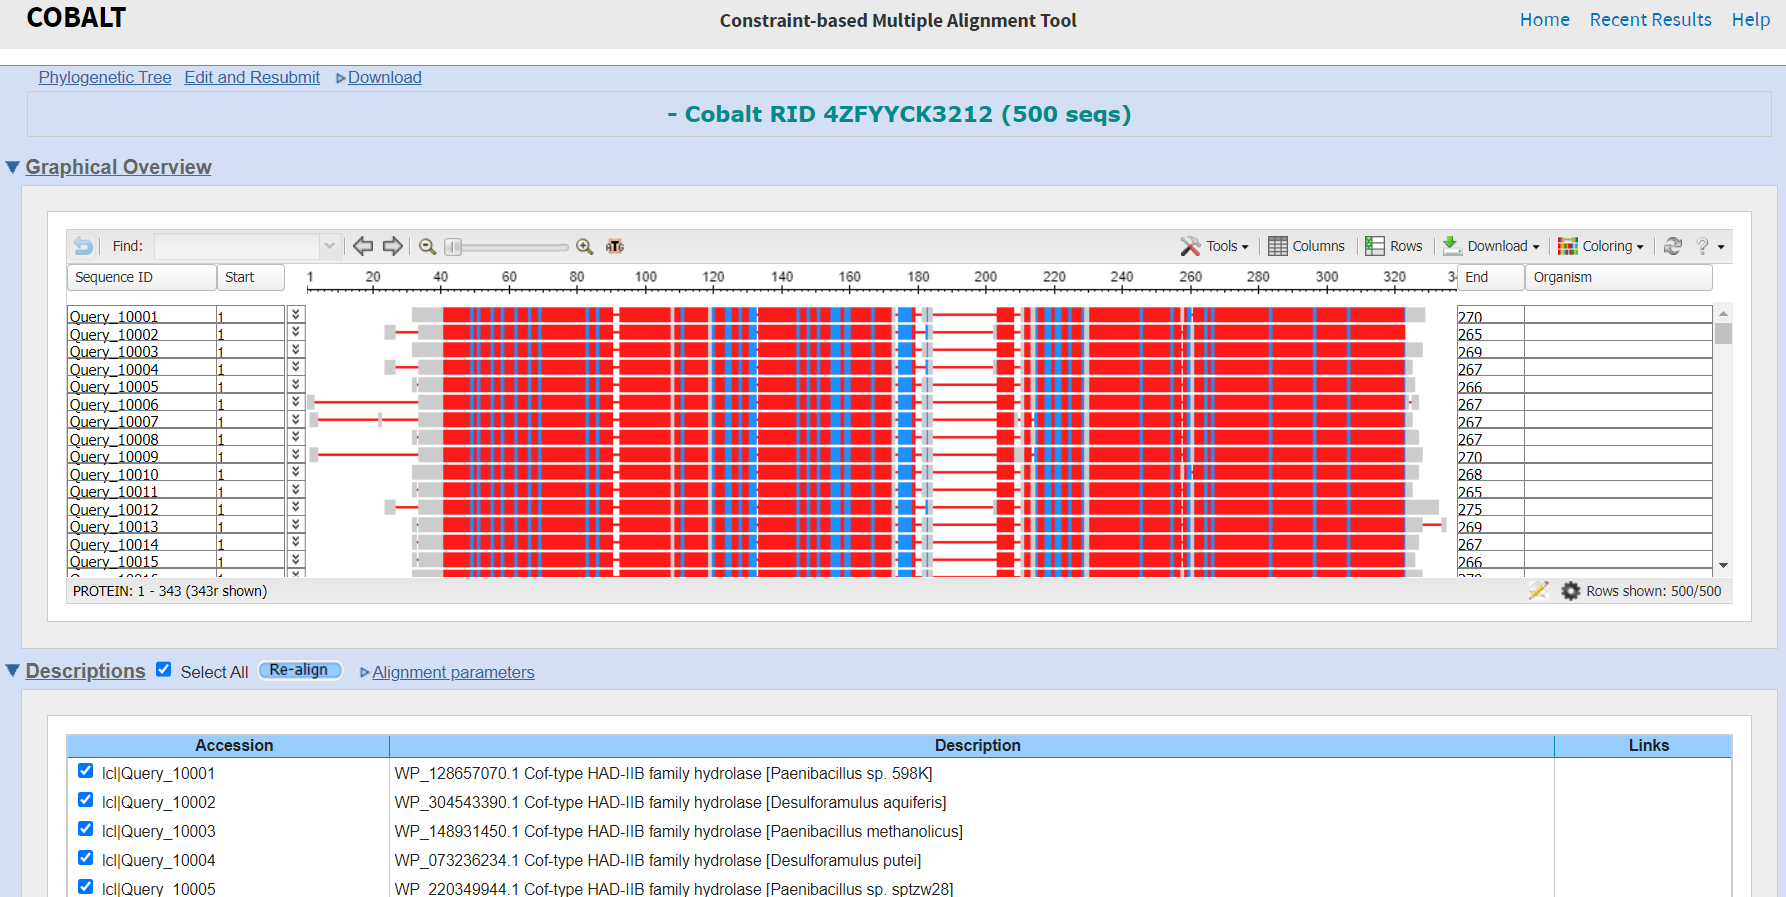 COBALT
Constraint-based Multiple Alignment Tool
Home Recent Results Help
Phylogenetic Tree Edit and Resubmit Download
- Cobalt RID 4ZFYYCK3212 (500 seqs)
Graphical Overview
Find: ATG Tools Columns Rows Download Coloring ?
Sequence ID Start 1 20 40 60 80 100 120 140 160 180 200 220 240 260 280 300 320 End Organism
Query_10001 1 270
Query_10002 1 265
Query_10003 1 269
Query_10004 1 267
Query_10005 1 266
Query_10006 1 267
Query_10007 1 267
Query_10008 1 267
Query_10009 1 270
Query_10010 1 268
Query_10011 1 265
Query_10012 1 275
Query_10013 1 269
Query_10014 1 267
Query_10015 1 266
PROTEIN: 1 - 343 (343r shown) Rows shown: 500/500
Descriptions Select All Re-align Alignment parameters
Accession Description Links
lcl|Query_10001 WP_128657070.1 Cof-type HAD-IIB family hydrolase [Paenibacillus sp. 598K]
lcl|Query_10002 WP_304543390.1 Cof-type HAD-IIB family hydrolase [Desulforamulus aquiferis]
lcl|Query_10003 WP_148931450.1 Cof-type HAD-IIB family hydrolase [Paenibacillus methanolicus]
lcl|Query_10004 WP_073236234.1 Cof-type HAD-IIB family hydrolase [Desulforamulus putei]
lcl|Query_10005 WP_220349944.1 Cof-type HAD-IIB family hydrolase [Paenibacillus sp. sptzw28]